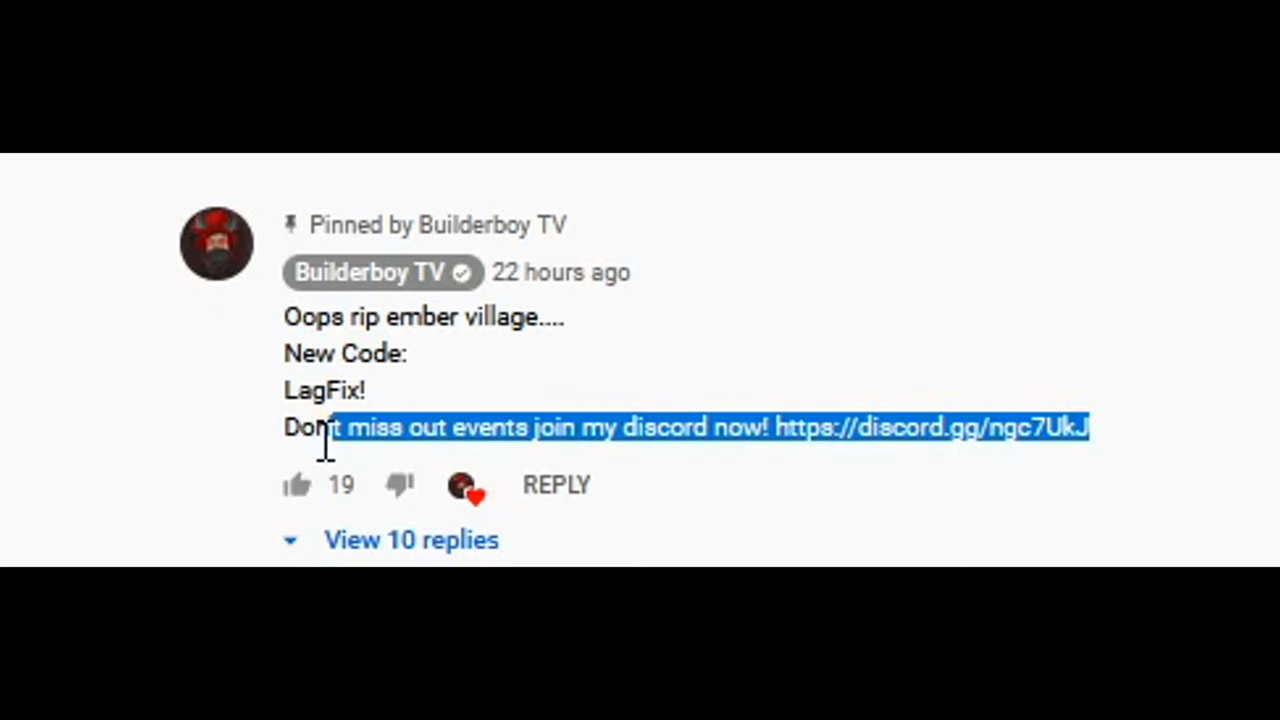 Pinned by Builderboy TV
Builderboy TV 22 hours ago
Oops rip ember village....
New Code:
LagFix!
Don't miss out events join my discord now! https://discord.gg/ngc7UkJ
19 REPLY
View 10 replies